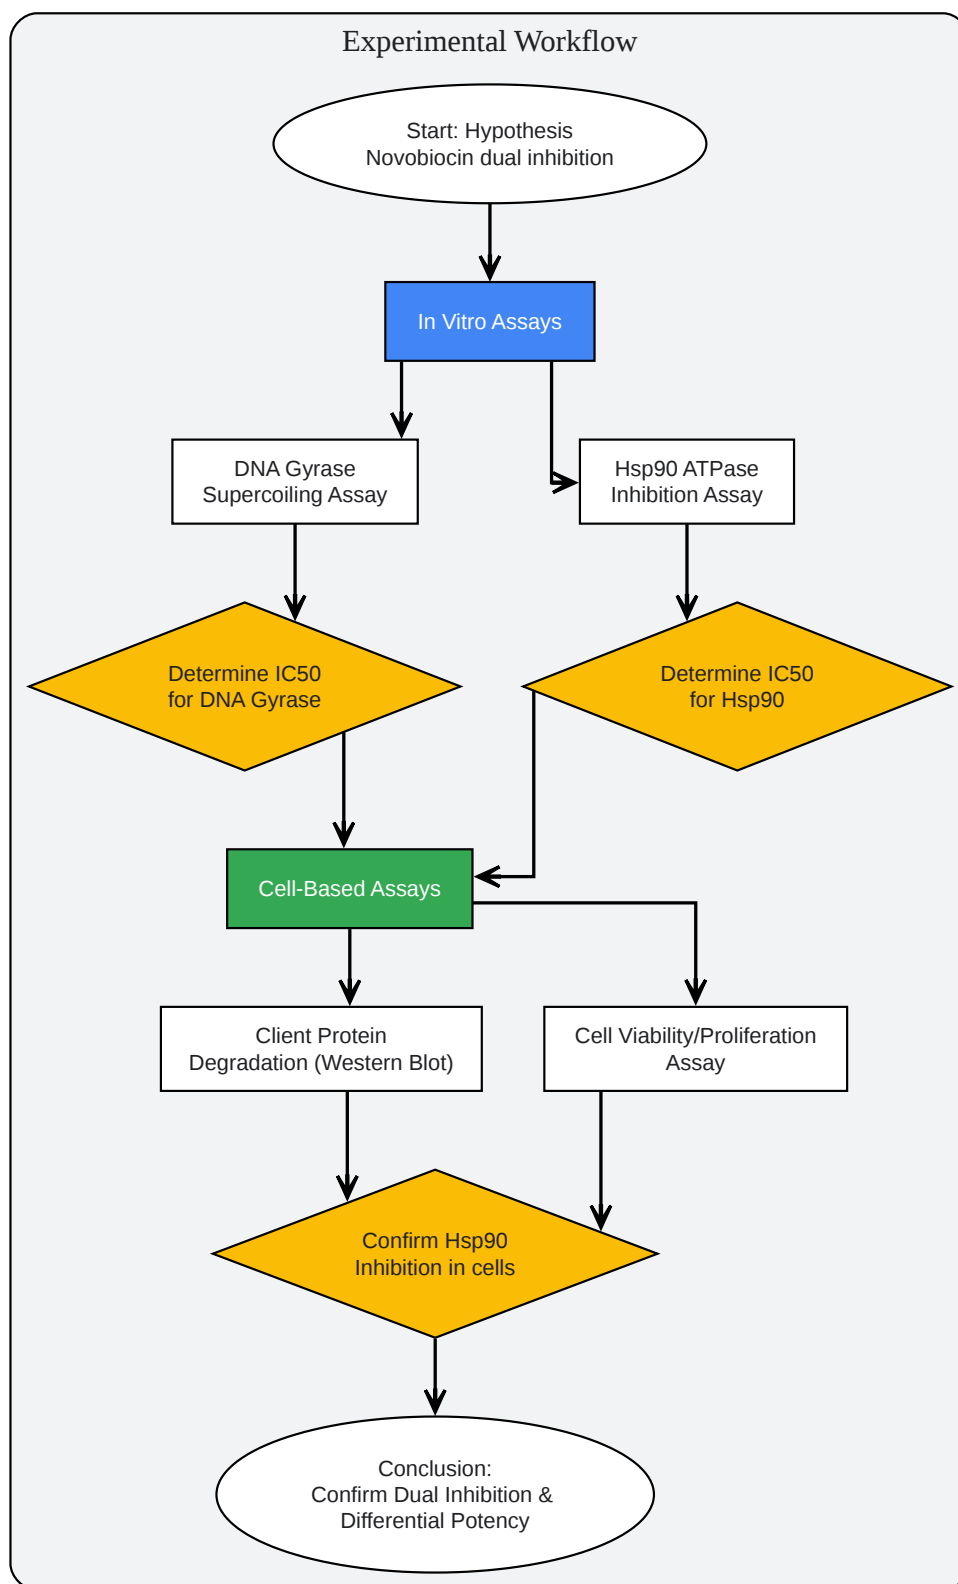 Experimental Workflow
Start: Hypothesis
Novobiocin dual inhibition
In Vitro Assays
DNA Gyrase
Supercoiling Assay
Hsp90 ATPase
Inhibition Assay
Determine IC50
for DNA Gyrase
Determine IC50
for Hsp90
Cell-Based Assays
Client Protein
Degradation (Western Blot)
Cell Viability/Proliferation
Assay
Confirm Hsp90
Inhibition in cells
Conclusion:
Confirm Dual Inhibition &
Differential Potency